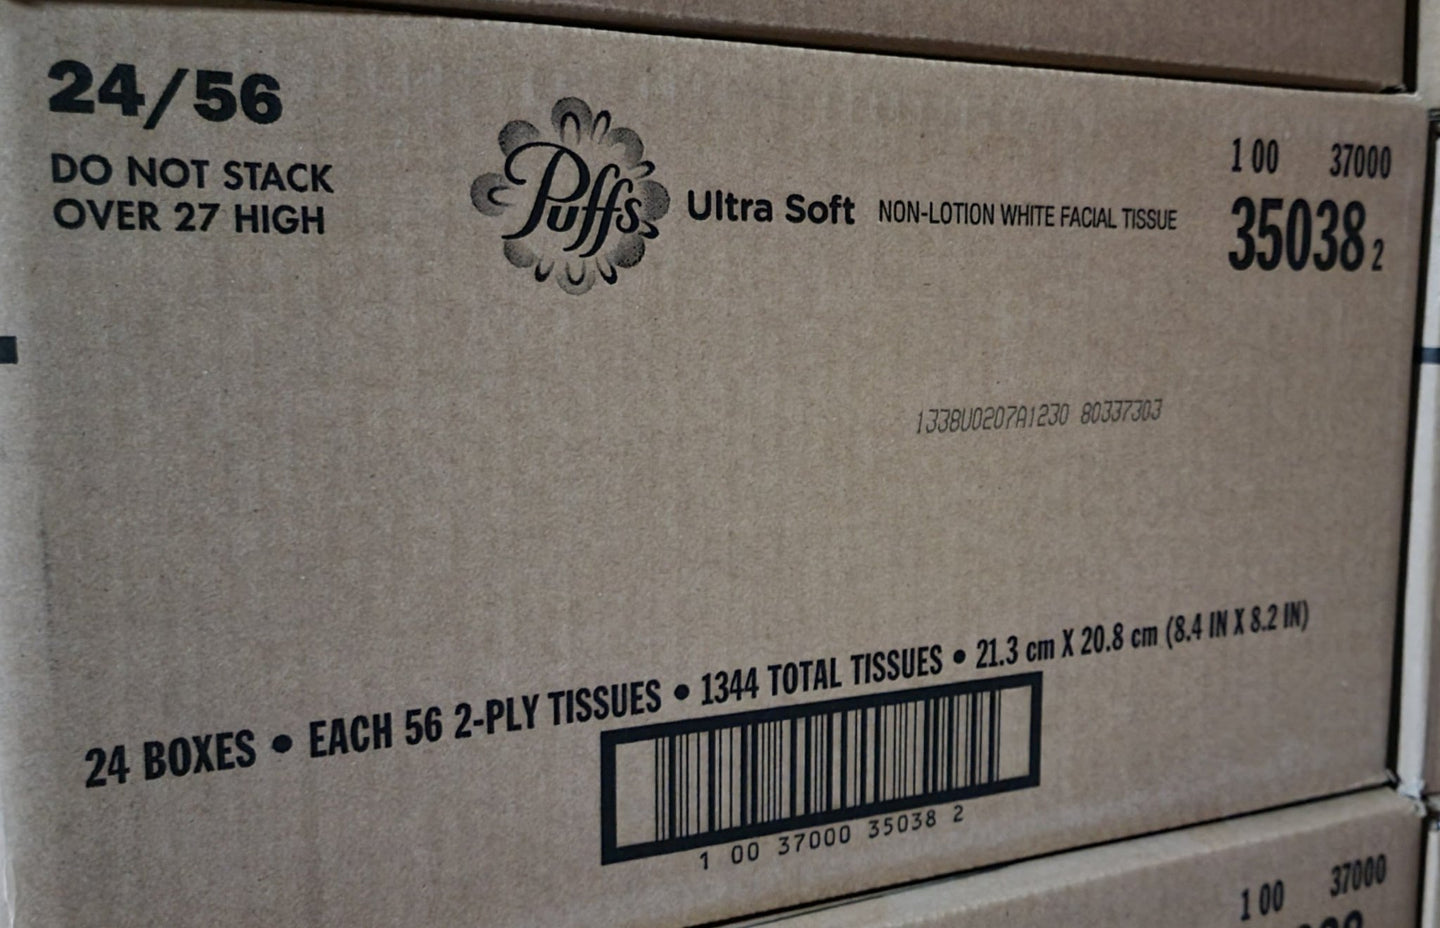 24/56
DO NOT STACK
OVER 27 HIGH
Puffs Ultra Soft NON-LOTION WHITE FACIAL TISSUE
1 00 37000
35038 2
1338U0207A1230 80337303
24 BOXES • EACH 56 2-PLY TISSUES • 1344 TOTAL TISSUES • 21.3 cm X 20.8 cm (8.4 IN X 8.2 IN)
1 00 37000 35038 2
1 00 37000